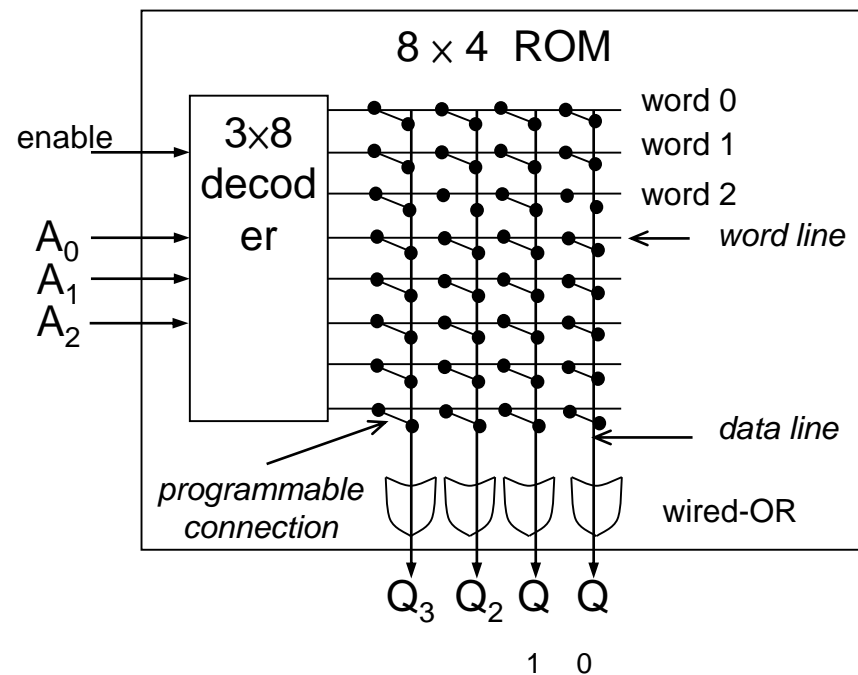 8 × 4 ROM
word 0
enable
3×8
decod
er
word 1
word 2
A0
A1
A2
word line
data line
programmable
connection
wired-OR
Q3 Q2 Q Q
1 0